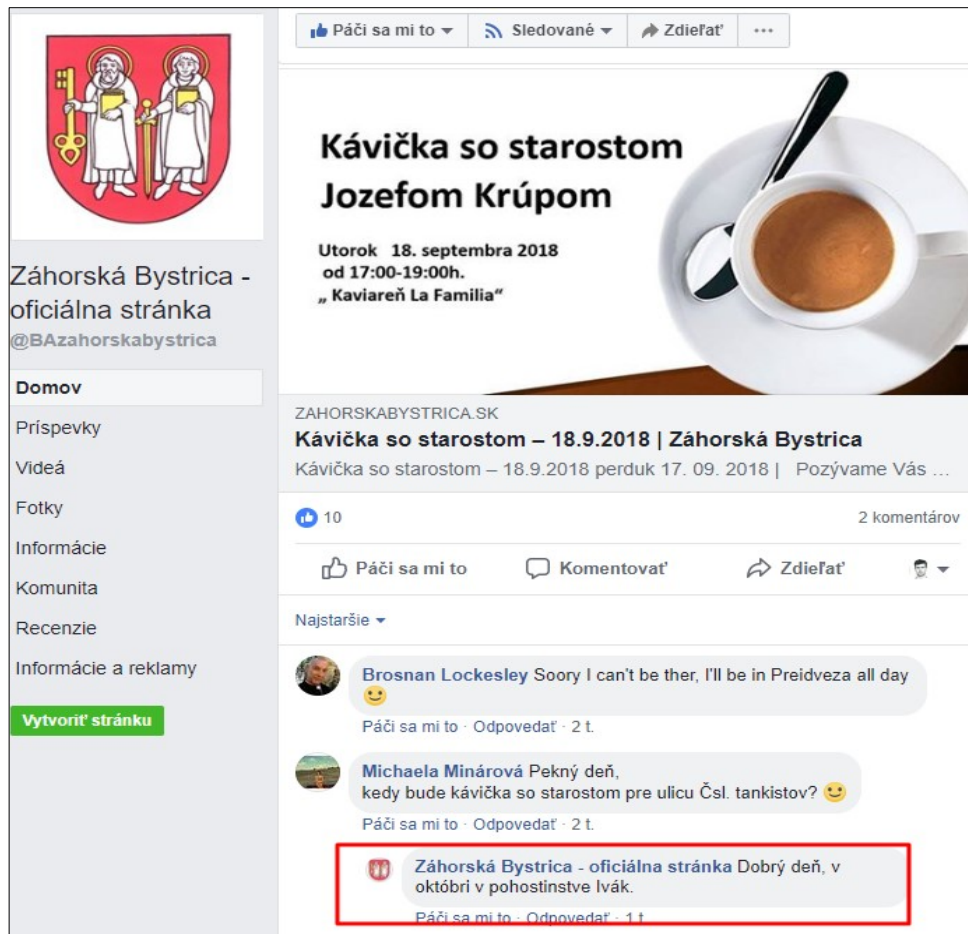 Páči sa mi to
Sledované
Zdieľať
Kávička so starostom
Jozefom Krúpom
Utorok 18. septembra 2018
od 17:00-19:00h.
„ Kaviareň La Familia“
Záhorská Bystrica -
oficiálna stránka
@BAzahorskabystrica
Domov
Príspevky
Videá
Fotky
Informácie
Komunita
Recenzie
Informácie a reklamy
Vytvoriť stránku
ZAHORSKABYSTRICA.SK
Kávička so starostom – 18.9.2018 | Záhorská Bystrica
Kávička so starostom – 18.9.2018 perduk 17. 09. 2018 | Pozývame Vás …
10
2 komentárov
Páči sa mi to
Komentovať
Zdieľať
Najstaršie
Brosnan Lockesley Soory I can't be ther, I'll be in Preidveza all day
🙂
Páči sa mi to · Odpovedať · 2 t.
Michaela Minárová Pekný deň,
kedy bude kávička so starostom pre ulicu Čsl. tankistov? 🙂
Páči sa mi to · Odpovedať · 2 t.
Záhorská Bystrica - oficiálna stránka Dobrý deň, v
októbri v pohostinstve Ivák.
Páči sa mi to · Odpovedať · 1 t.